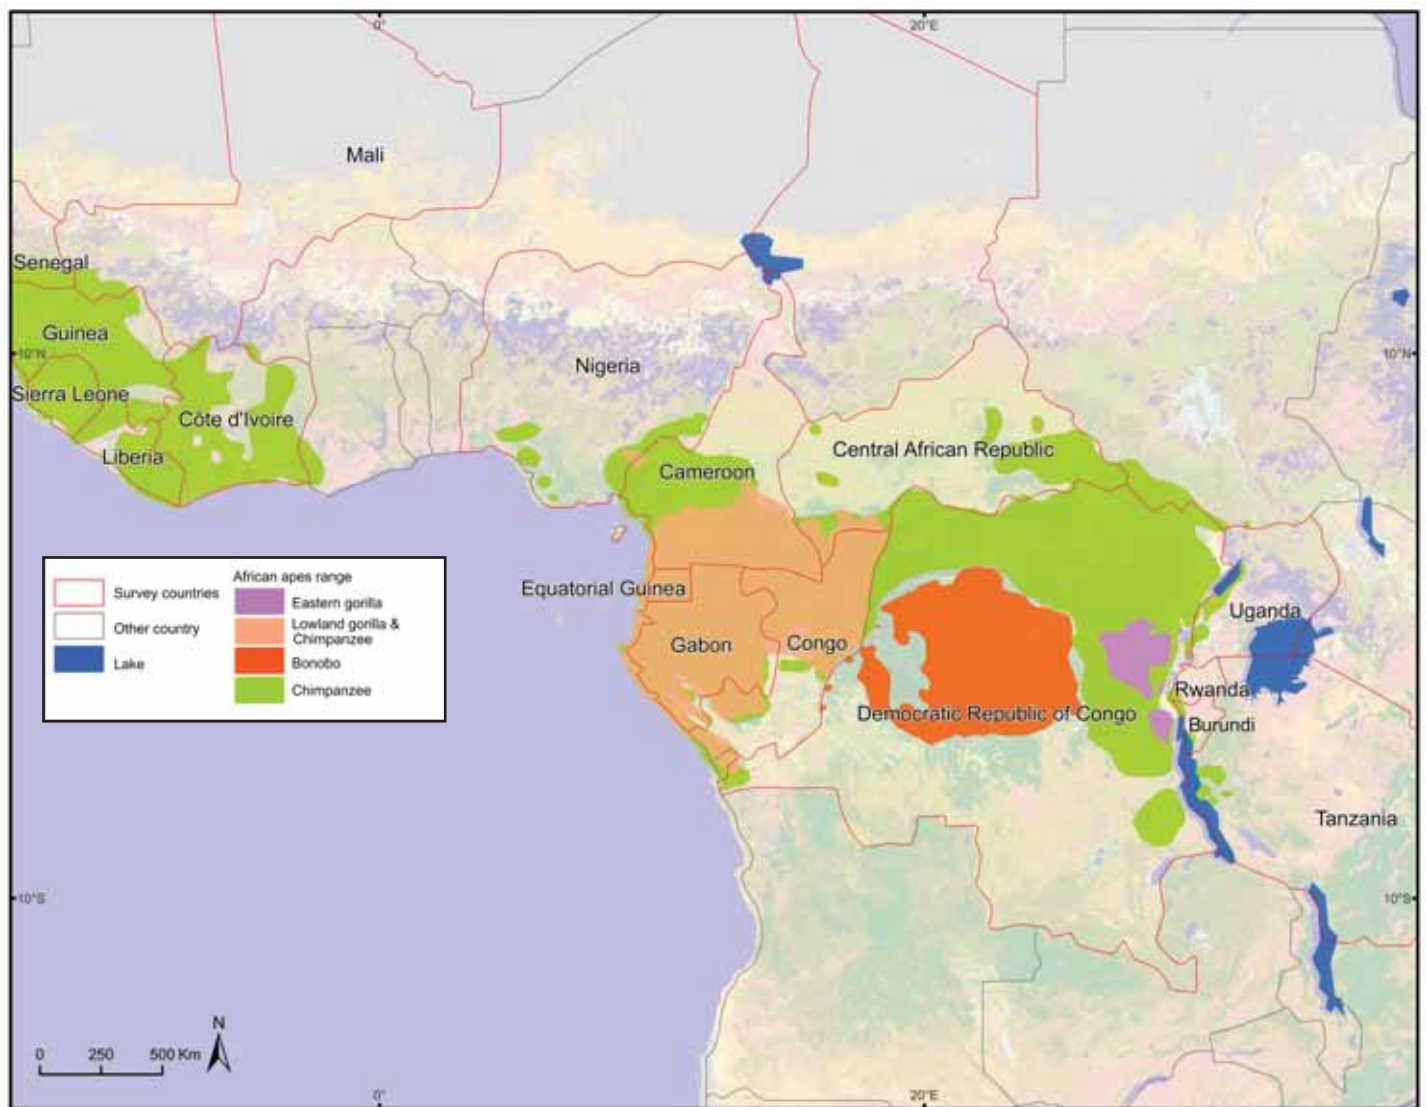 0°
20°E
Mali
Senegal
Guinea
10°N
10°N
Nigeria
Sierra Leone
Côte d'Ivoire
Central African Republic
Liberia
Cameroon
Survey countries
Other country
Lake
African apes range
Eastern gorilla
Lowland gorilla &
Chimpanzee
Bonobo
Chimpanzee
Equatorial Guinea
Uganda
Gabon
Congo
Rwanda
Democratic Republic of Congo
Burundi
Tanzania
10°S
10°S
N
0 250 500 Km
0°
20°E